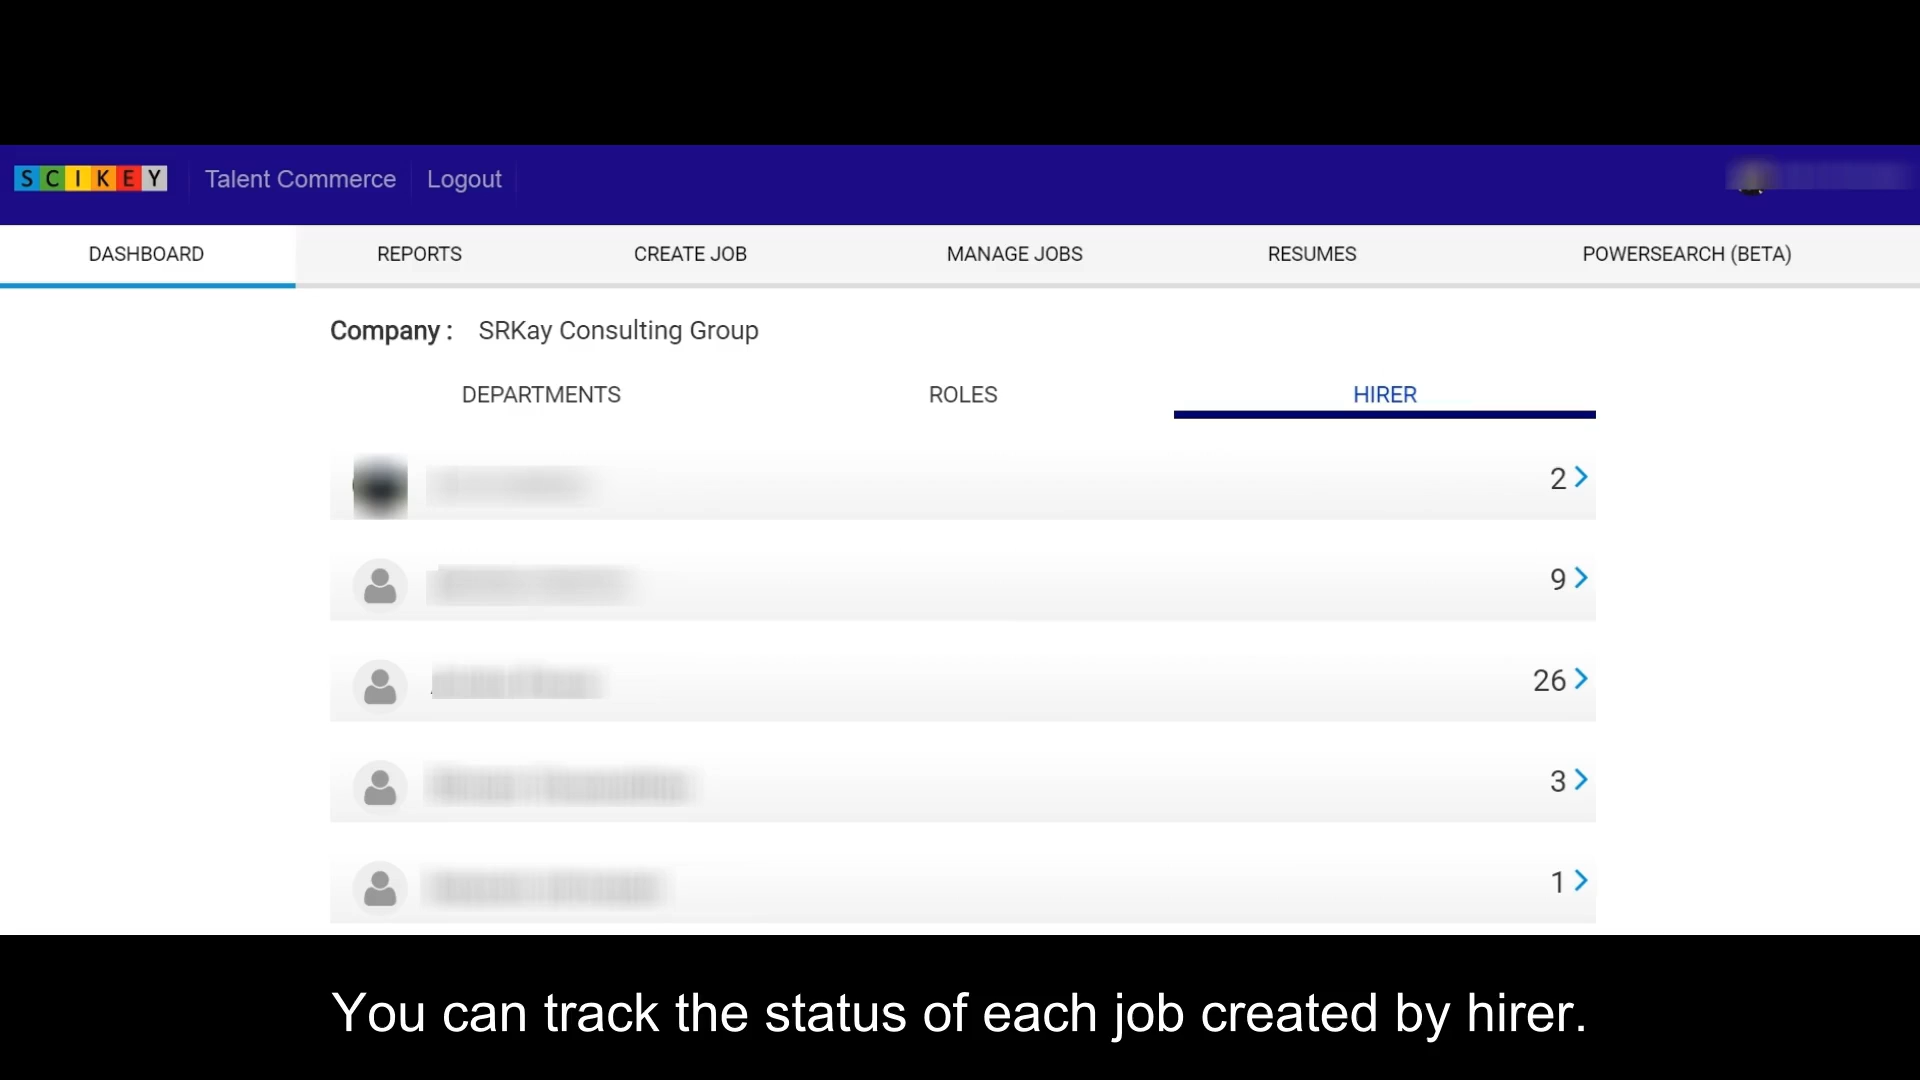 SCIKEY Talent Commerce Logout
DASHBOARD REPORTS CREATE JOB MANAGE JOBS RESUMES POWERSEARCH (BETA)
Company : SRKay Consulting Group
DEPARTMENTS ROLES HIRER
2
9
26
3
1
You can track the status of each job created by hirer.